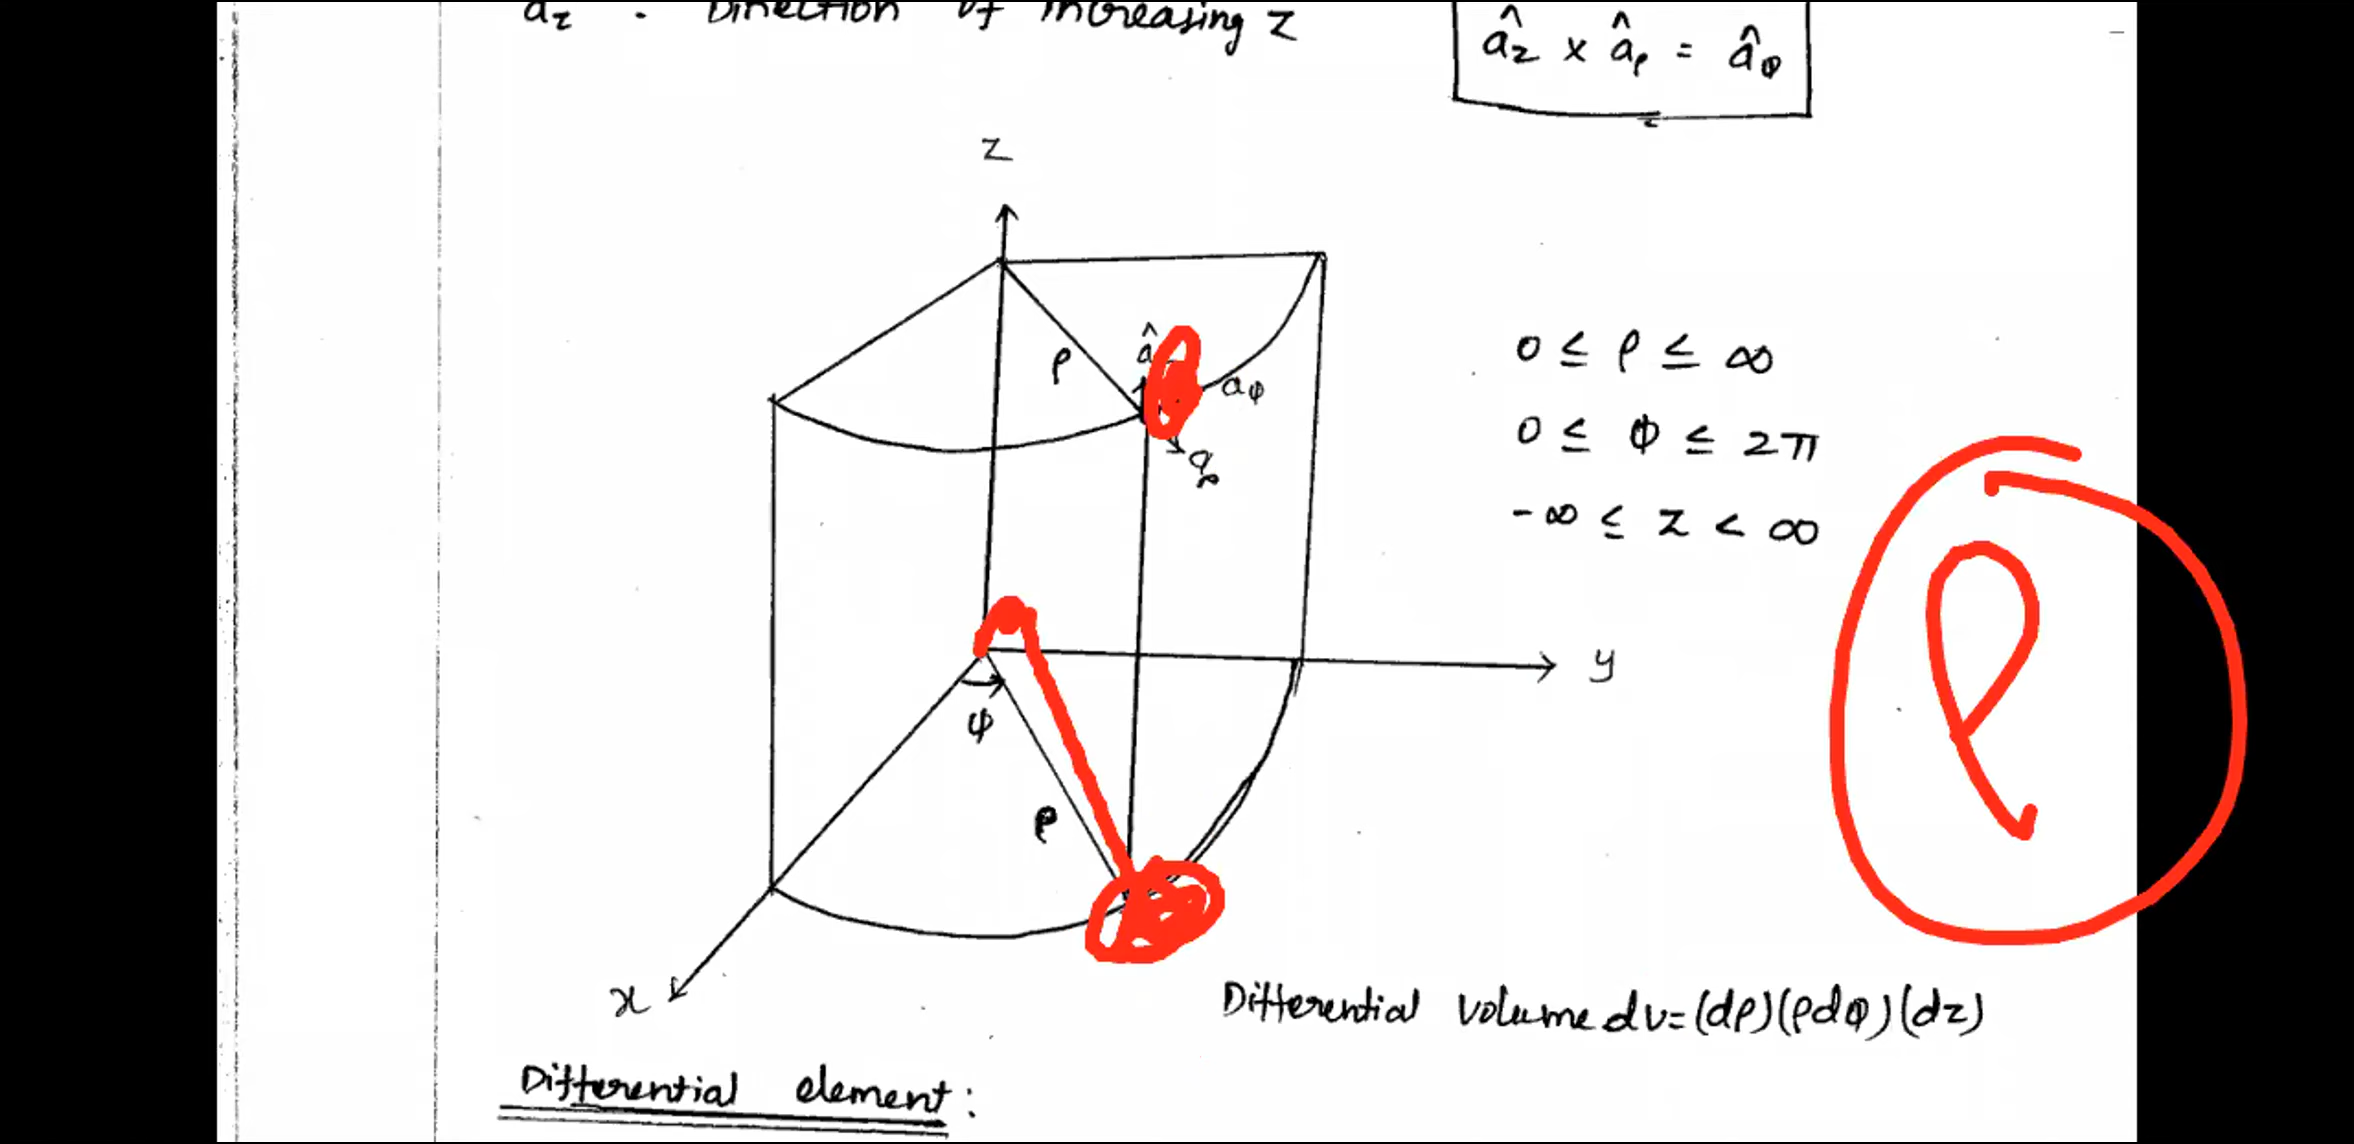 az . Direction of increasing z
âz × âρ = âφ
z
ρ
â
aφ
aρ
0 ≤ ρ ≤ ∞
0 ≤ φ ≤ 2π
-∞ ≤ z < ∞
ρ
y
φ
ρ
x
Differential volume dv=(dρ)(ρdφ)(dz)
Differential element: